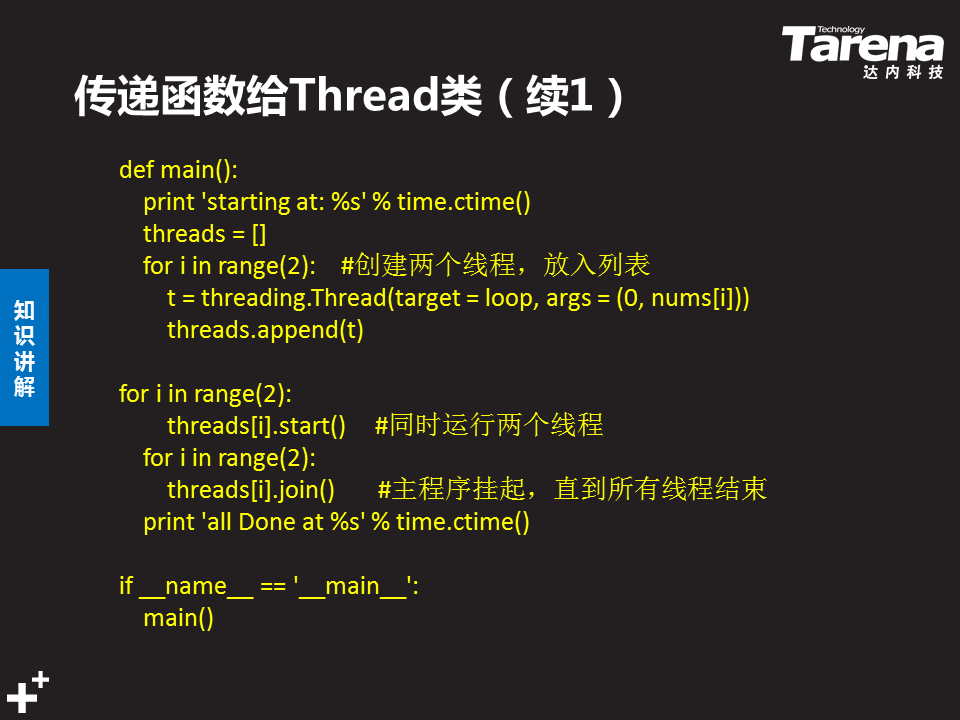 Technology
Tarena
达内科技
传递函数给Thread类（续1）
def main():
    print 'starting at: %s' % time.ctime()
    threads = []
    for i in range(2):    #创建两个线程，放入列表
        t = threading.Thread(target = loop, args = (0, nums[i]))
        threads.append(t)
知识讲解
for i in range(2):
        threads[i].start()    #同时运行两个线程
    for i in range(2):
        threads[i].join()      #主程序挂起，直到所有线程结束
    print 'all Done at %s' % time.ctime()
if __name__ == '__main__':
    main()